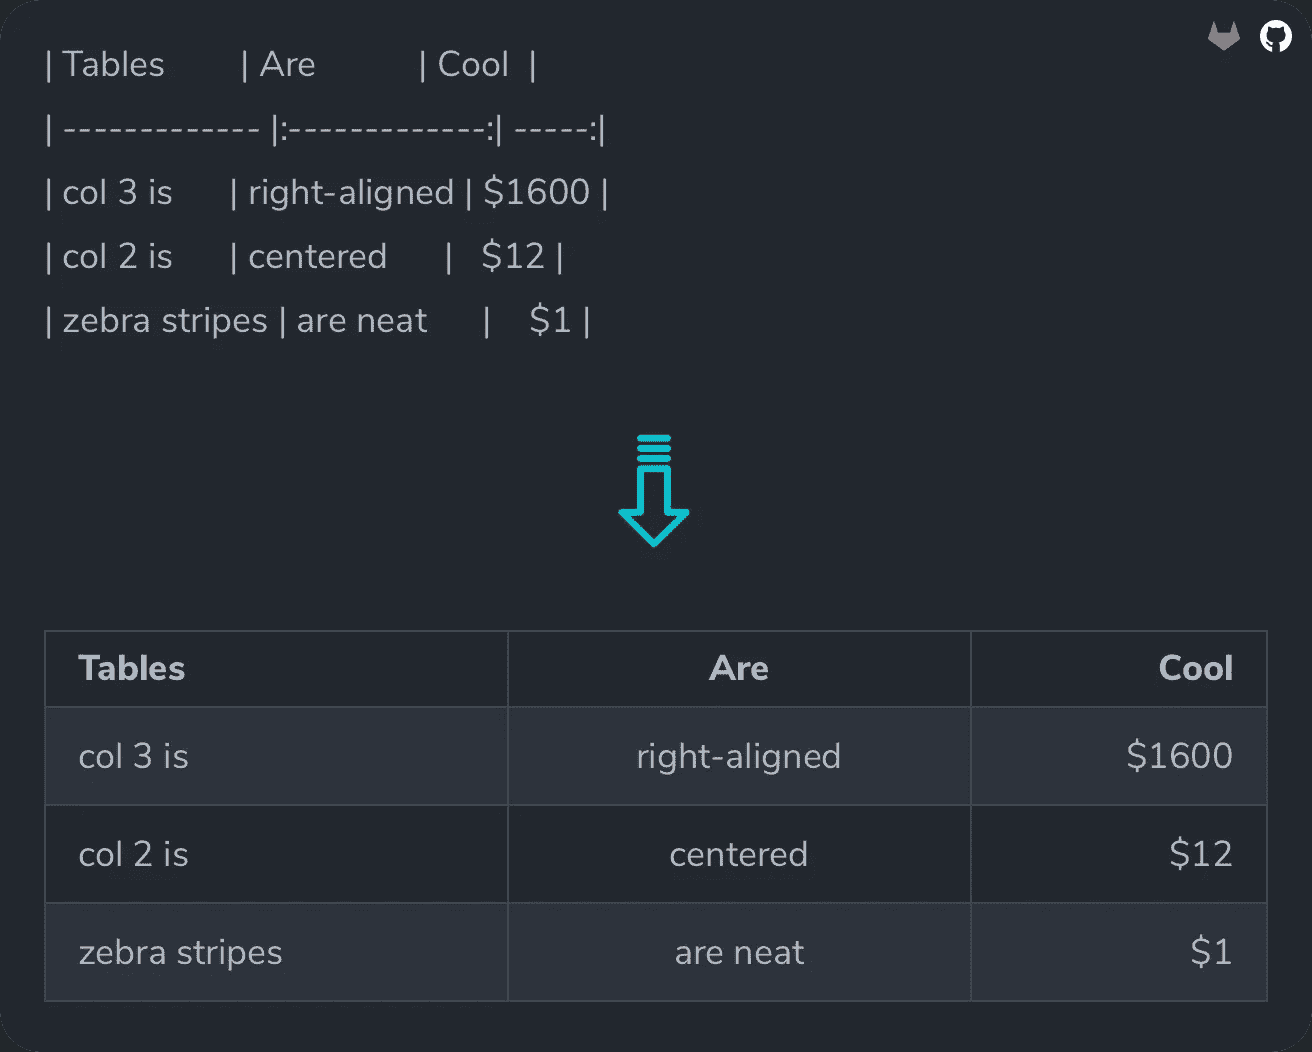 | Tables        | Are           | Cool  |
| ------------- |:-------------:| -----:|
| col 3 is      | right-aligned | $1600 |
| col 2 is      | centered      |   $12 |
| zebra stripes | are neat      |    $1 |
Tables Are Cool
col 3 is right-aligned $1600
col 2 is centered $12
zebra stripes are neat $1